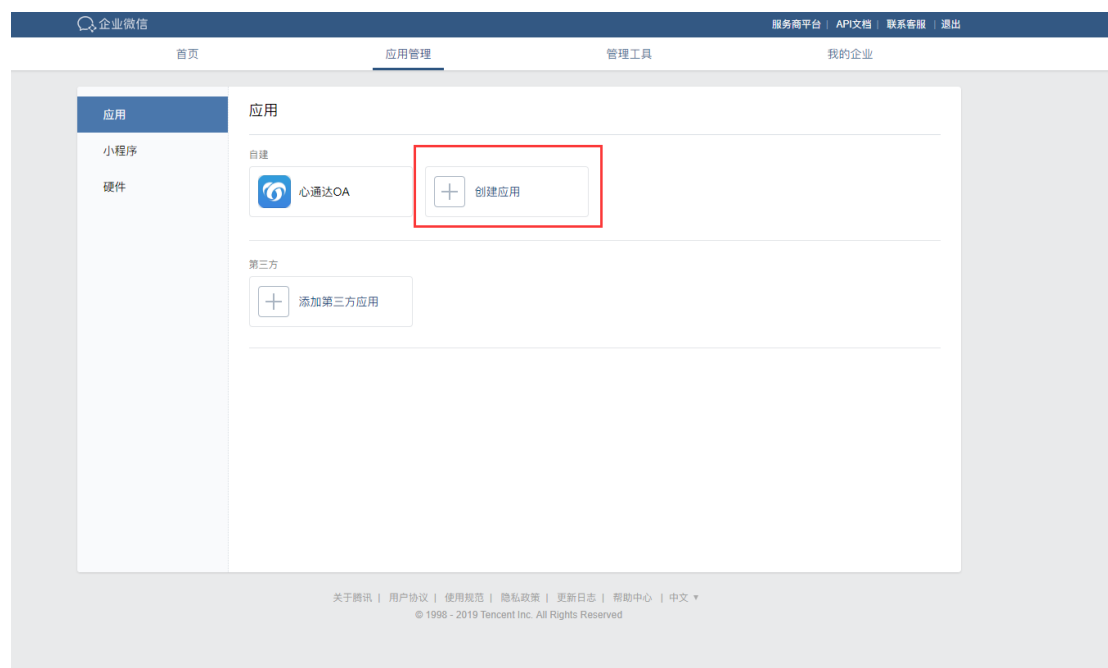 企业微信
服务商平台 | API文档 | 联系客服 | 退出
首页 应用管理 管理工具 我的企业
应用
小程序
硬件
应用
自建
心通达OA
创建应用
第三方
添加第三方应用
关于腾讯 | 用户协议 | 使用规范 | 隐私政策 | 更新日志 | 帮助中心 | 中文
© 1998 - 2019 Tencent Inc. All Rights Reserved